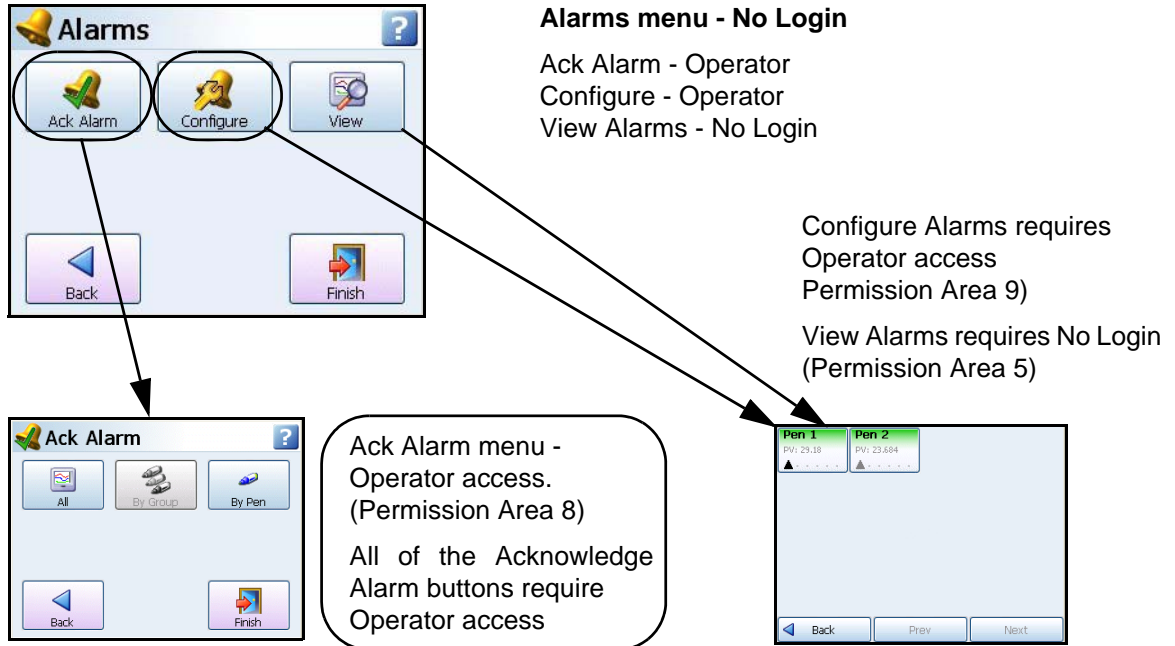 Alarms
?
Ack Alarm
Configure
View
Back
Finish
Alarms menu - No Login
Ack Alarm - Operator
Configure - Operator
View Alarms - No Login
Configure Alarms requires
Operator access
Permission Area 9)
View Alarms requires No Login
(Permission Area 5)
Ack Alarm
?
All
By Group
By Pen
Back
Finish
Ack Alarm menu -
Operator access.
(Permission Area 8)
All of the Acknowledge
Alarm buttons require
Operator access
Pen 1
PV: 29.18
Pen 2
PV: 23.684
Back
Prev
Next